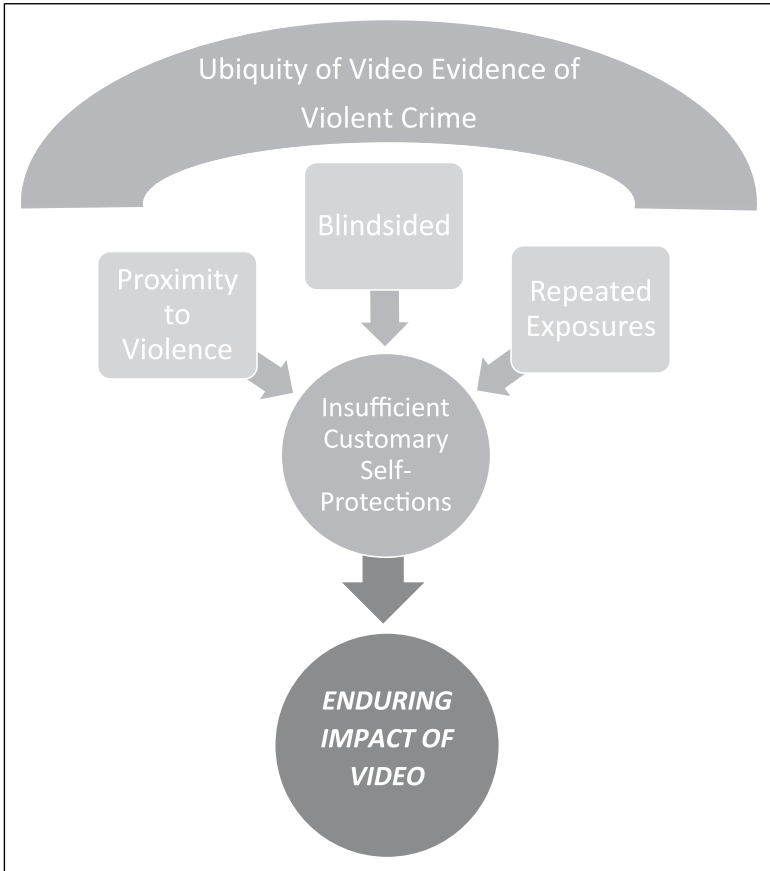 Ubiquity of Video Evidence of
Violent Crime
Blindsided
Proximity
to
Violence
Repeated
Exposures
Insufficient
Customary
Self-
Protections
ENDURING
IMPACT OF
VIDEO